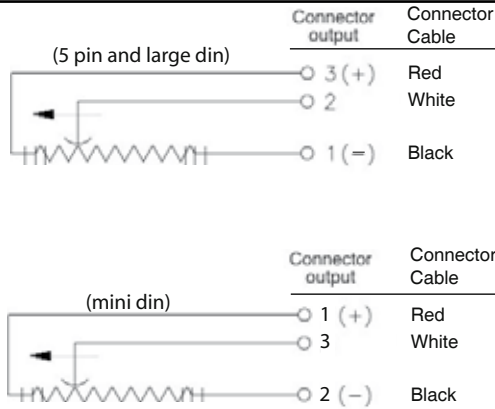 Connector output Connector Cable
(5 pin and large din)
3 (+) Red
2 White
1 (=) Black
Connector output Connector Cable
(mini din)
1 (+) Red
3 White
2 (−) Black